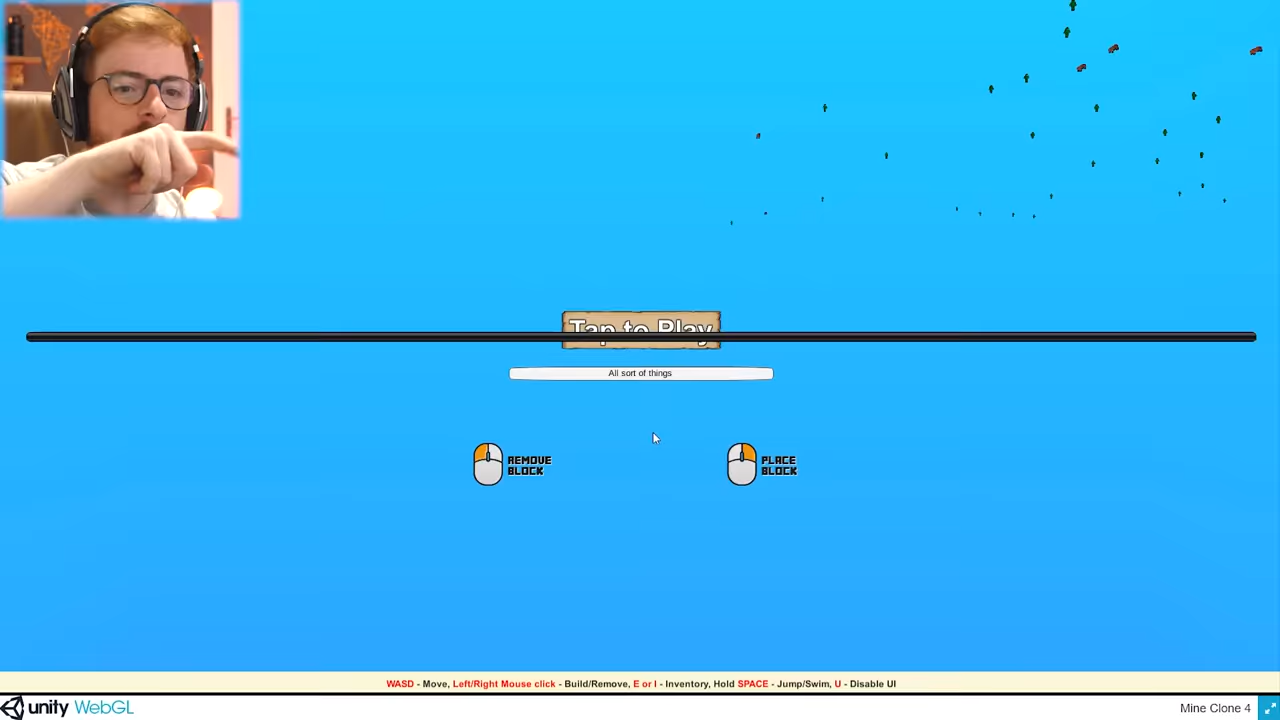 Tap to Play
All sort of things
REMOVE
BLOCK
PLACE
BLOCK
WASD - Move, Left/Right Mouse click - Build/Remove, E or I - Inventory, Hold SPACE - Jump/Swim, U - Disable UI
unity WebGL
Mine Clone 4